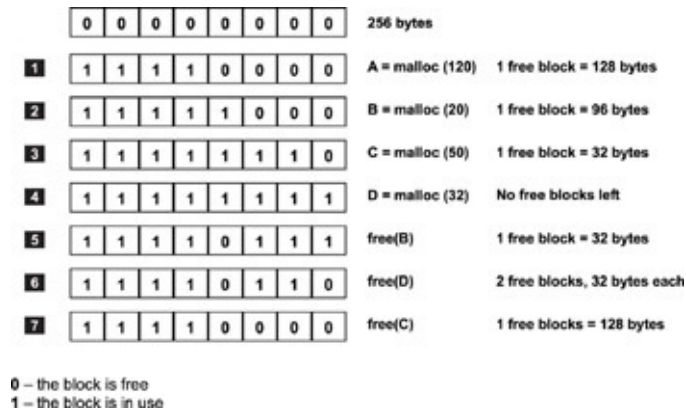 0 0 0 0 0 0 0 0 256 bytes
1 1 1 1 1 0 0 0 0 A = malloc (120) 1 free block = 128 bytes
2 1 1 1 1 1 0 0 0 B = malloc (20) 1 free block = 96 bytes
3 1 1 1 1 1 1 1 0 C = malloc (50) 1 free block = 32 bytes
4 1 1 1 1 1 1 1 1 D = malloc (32) No free blocks left
5 1 1 1 1 0 1 1 1 free(B) 1 free block = 32 bytes
6 1 1 1 1 0 1 1 0 free(D) 2 free blocks, 32 bytes each
7 1 1 1 1 0 0 0 0 free(C) 1 free blocks = 128 bytes
0 – the block is free
1 – the block is in use